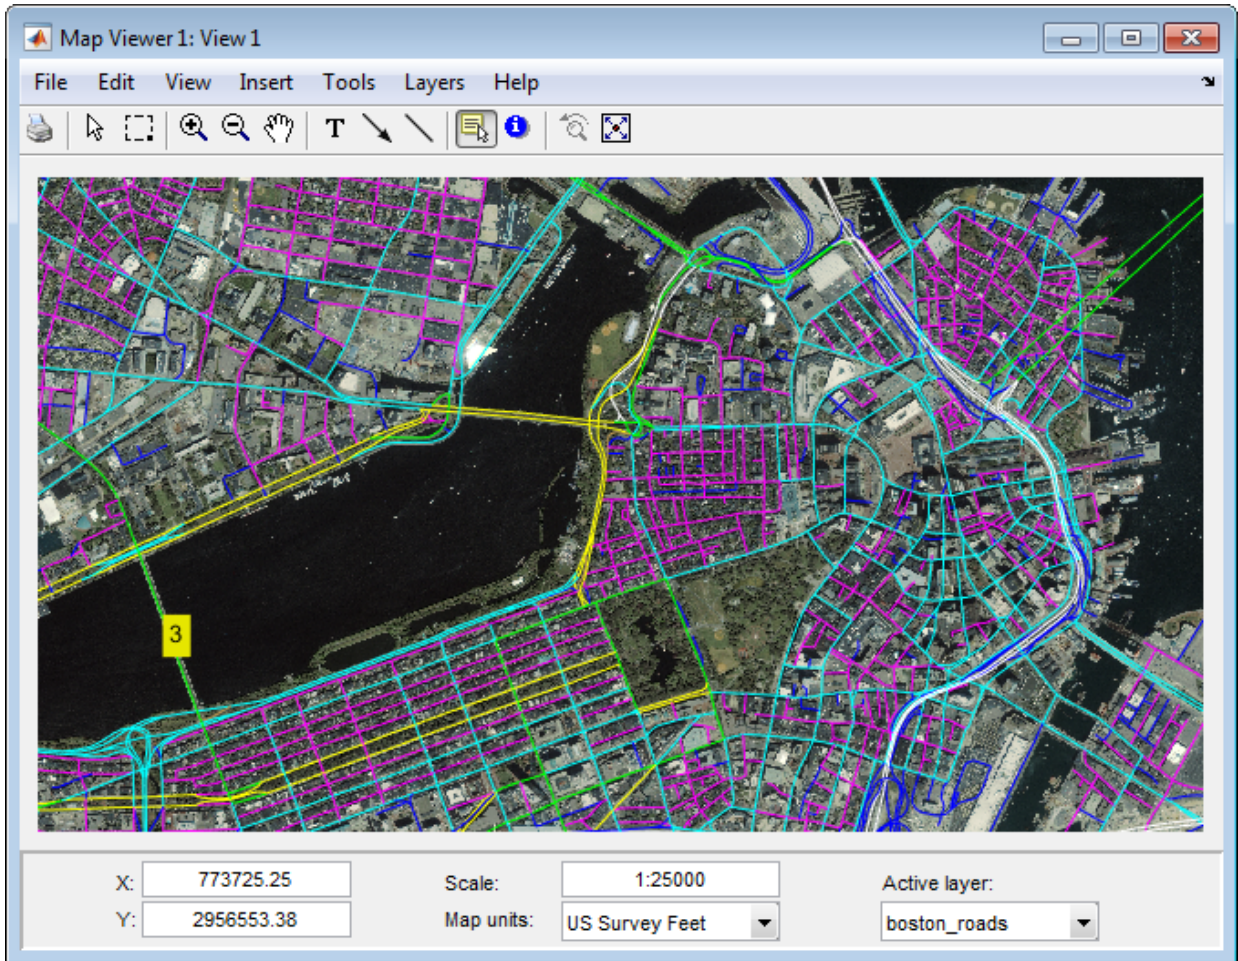 Map Viewer 1: View 1
File Edit View Insert Tools Layers Help
T
3
X: 773725.25 Scale: 1:25000 Active layer:
Y: 2956553.38 Map units: US Survey Feet boston_roads